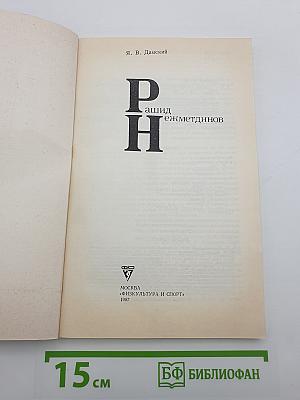 Я. В. Дамский
Рашид
Нежметдинов
МОСКВА
«ФИЗКУЛЬТУРА И СПОРТ»
1987
15 см
БФ БИБЛИОФАН